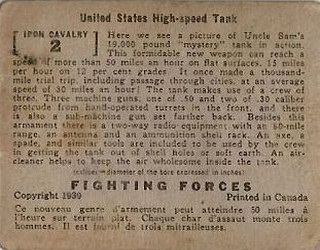 United States High-speed Tank
IRON CAVALRY
2
Here we see a picture of Uncle Sam's
19,000 pound "mystery" tank in action.
This formidable new weapon can reach a
speed of more than 50 miles an hour on flat surfaces, 15 miles
per hour on 12 per cent grades. It once made a thousand-
mile trial trip, including passage through cities, at an average
speed of 30 miles an hour! The tank makes use of a crew of
three. Three machine guns, one of .50 and two of .30 caliber
protrude from hand-operated turrets in the front, and there
is also a sub-machine gun set farther back. Besides this
armament there is a two-way radio equipment, with an 60-mile
range, an antenna and an ammunition shell rack. An axe, a
spade, and similar tools are included to be used by the crew
in getting the tank out of shell holes or soft earth. An air-
cleaner helps to keep the air wholesome inside the tank.
(caliber—diameter of the bore expressed in inches)
FIGHTING FORCES
Copyright 1939 Printed in Canada
Ce nouveau genre d'armement peut atteindre 50 milles à
l'heure sur terrain plat. Chaque char d'assaut monte trois
hommes. Il est fourni de trois mitrailleuses.